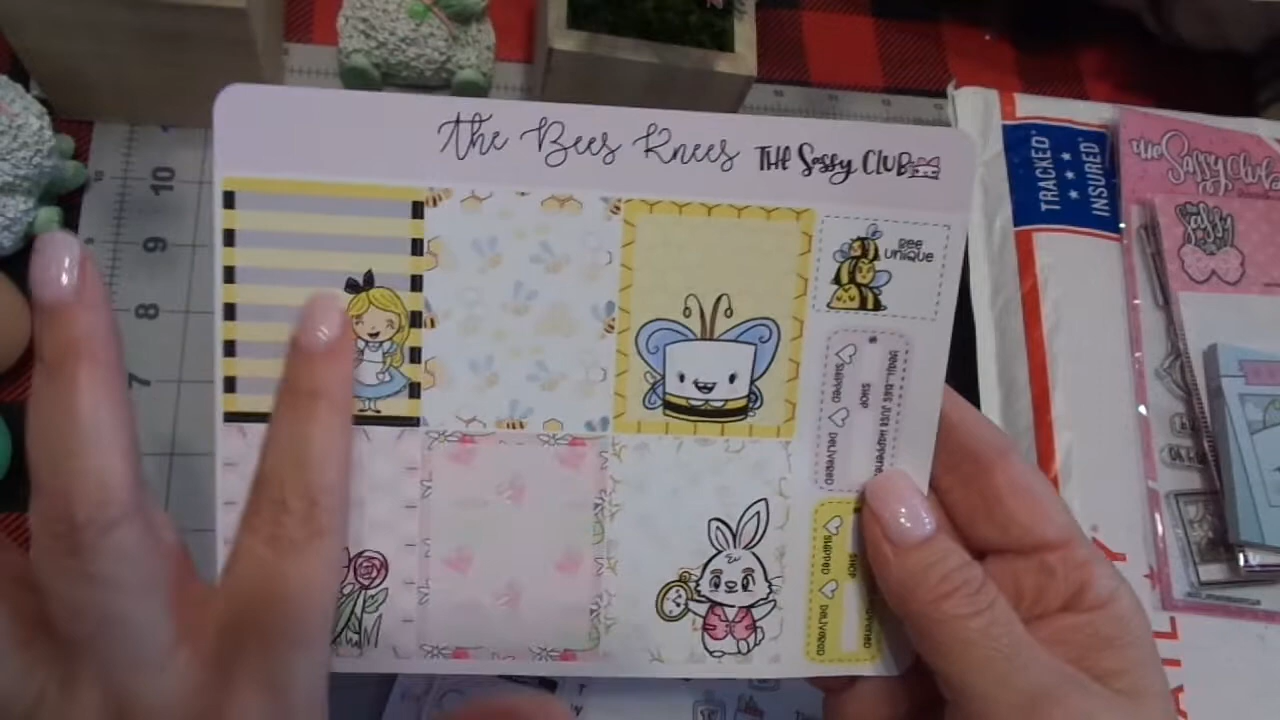 The Bees Knees THE Sassy CLUB
Bee
Unique
SHIPPED
DELIVERED
SHOP
SHIPPED
DELIVERED
SHOP
TRACKED
INSURED
THE Sassy Club
10
9
8
7